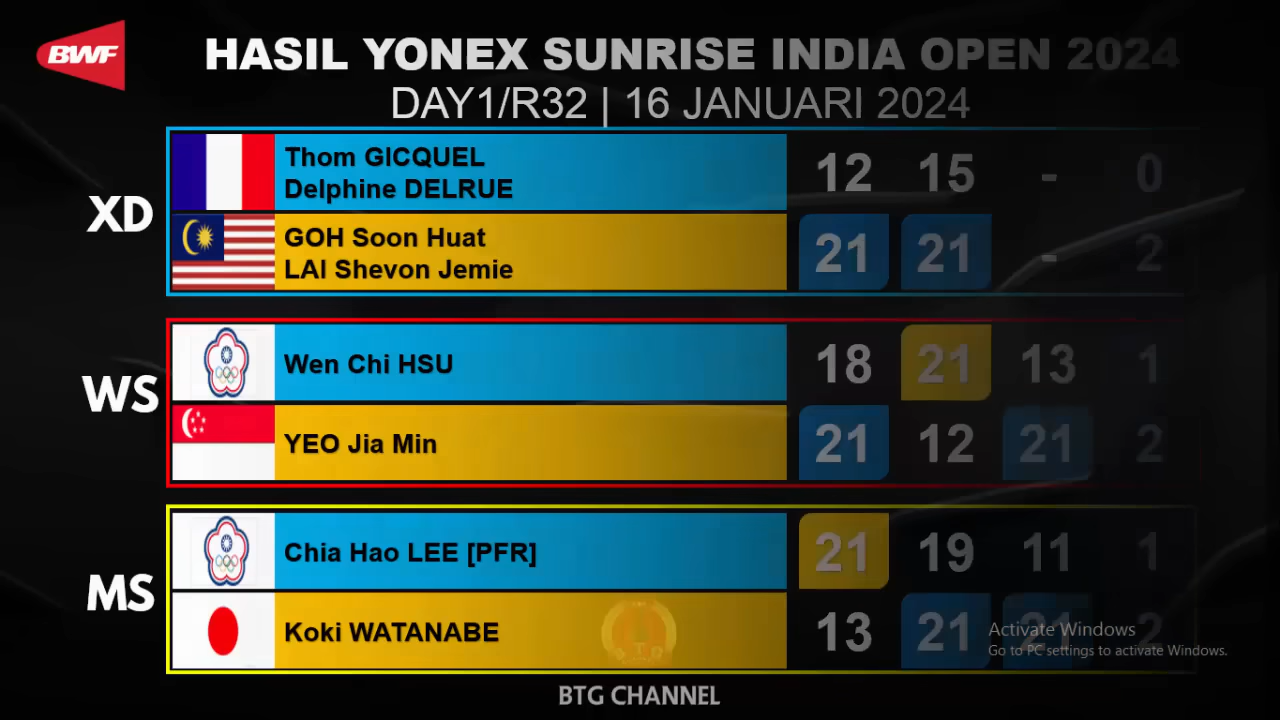 BWF
HASIL YONEX SUNRISE INDIA OPEN 2024
DAY1/R32 | 16 JANUARI 2024
XD
Thom GICQUEL
Delphine DELRUE
12 15 - 0
GOH Soon Huat
LAI Shevon Jemie
21 21 - 2
WS
Wen Chi HSU
18 21 13 1
YEO Jia Min
21 12 21 2
MS
Chia Hao LEE [PFR]
21 19 11 1
Koki WATANABE
13 21 21 2
Activate Windows
Go to PC settings to activate Windows.
BTG CHANNEL